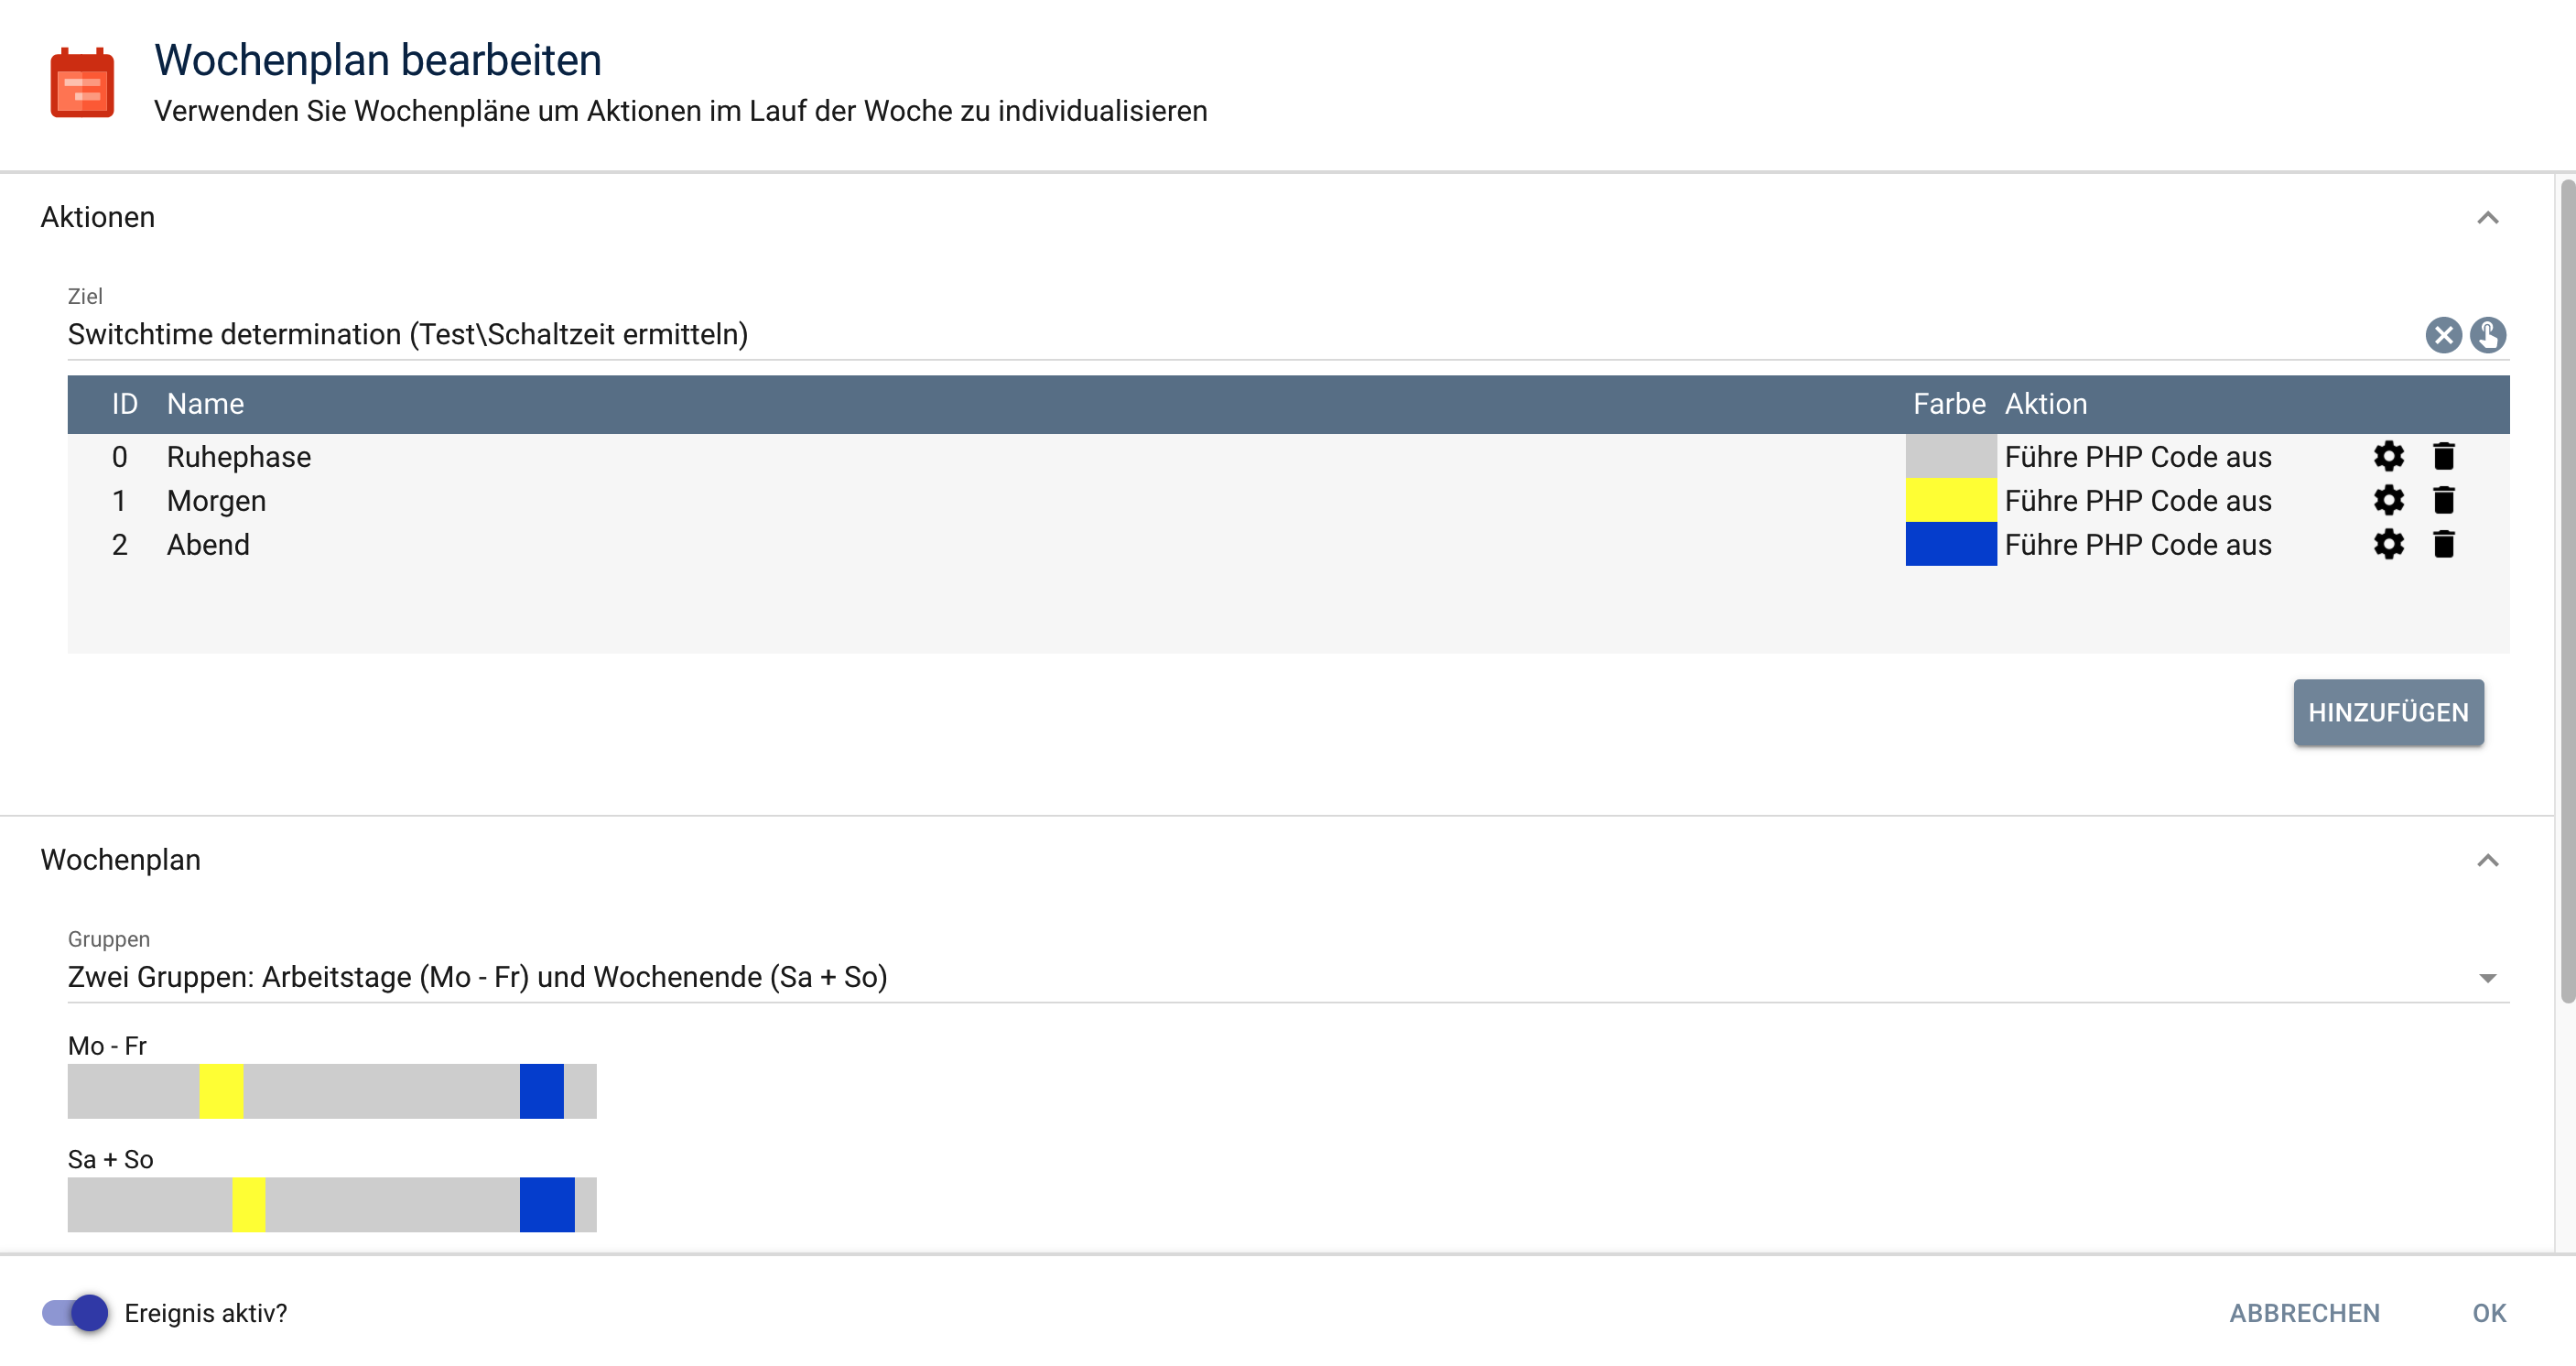 Wochenplan bearbeiten
Verwenden Sie Wochenpläne um Aktionen im Lauf der Woche zu individualisieren
Aktionen
Ziel
Switchtime determination (Test\Schaltzeit ermitteln)
ID Name Farbe Aktion
0 Ruhephase Führe PHP Code aus
1 Morgen Führe PHP Code aus
2 Abend Führe PHP Code aus
HINZUFÜGEN
Wochenplan
Gruppen
Zwei Gruppen: Arbeitstage (Mo - Fr) und Wochenende (Sa + So)
Mo - Fr
Sa + So
Ereignis aktiv? ABBRECHEN OK